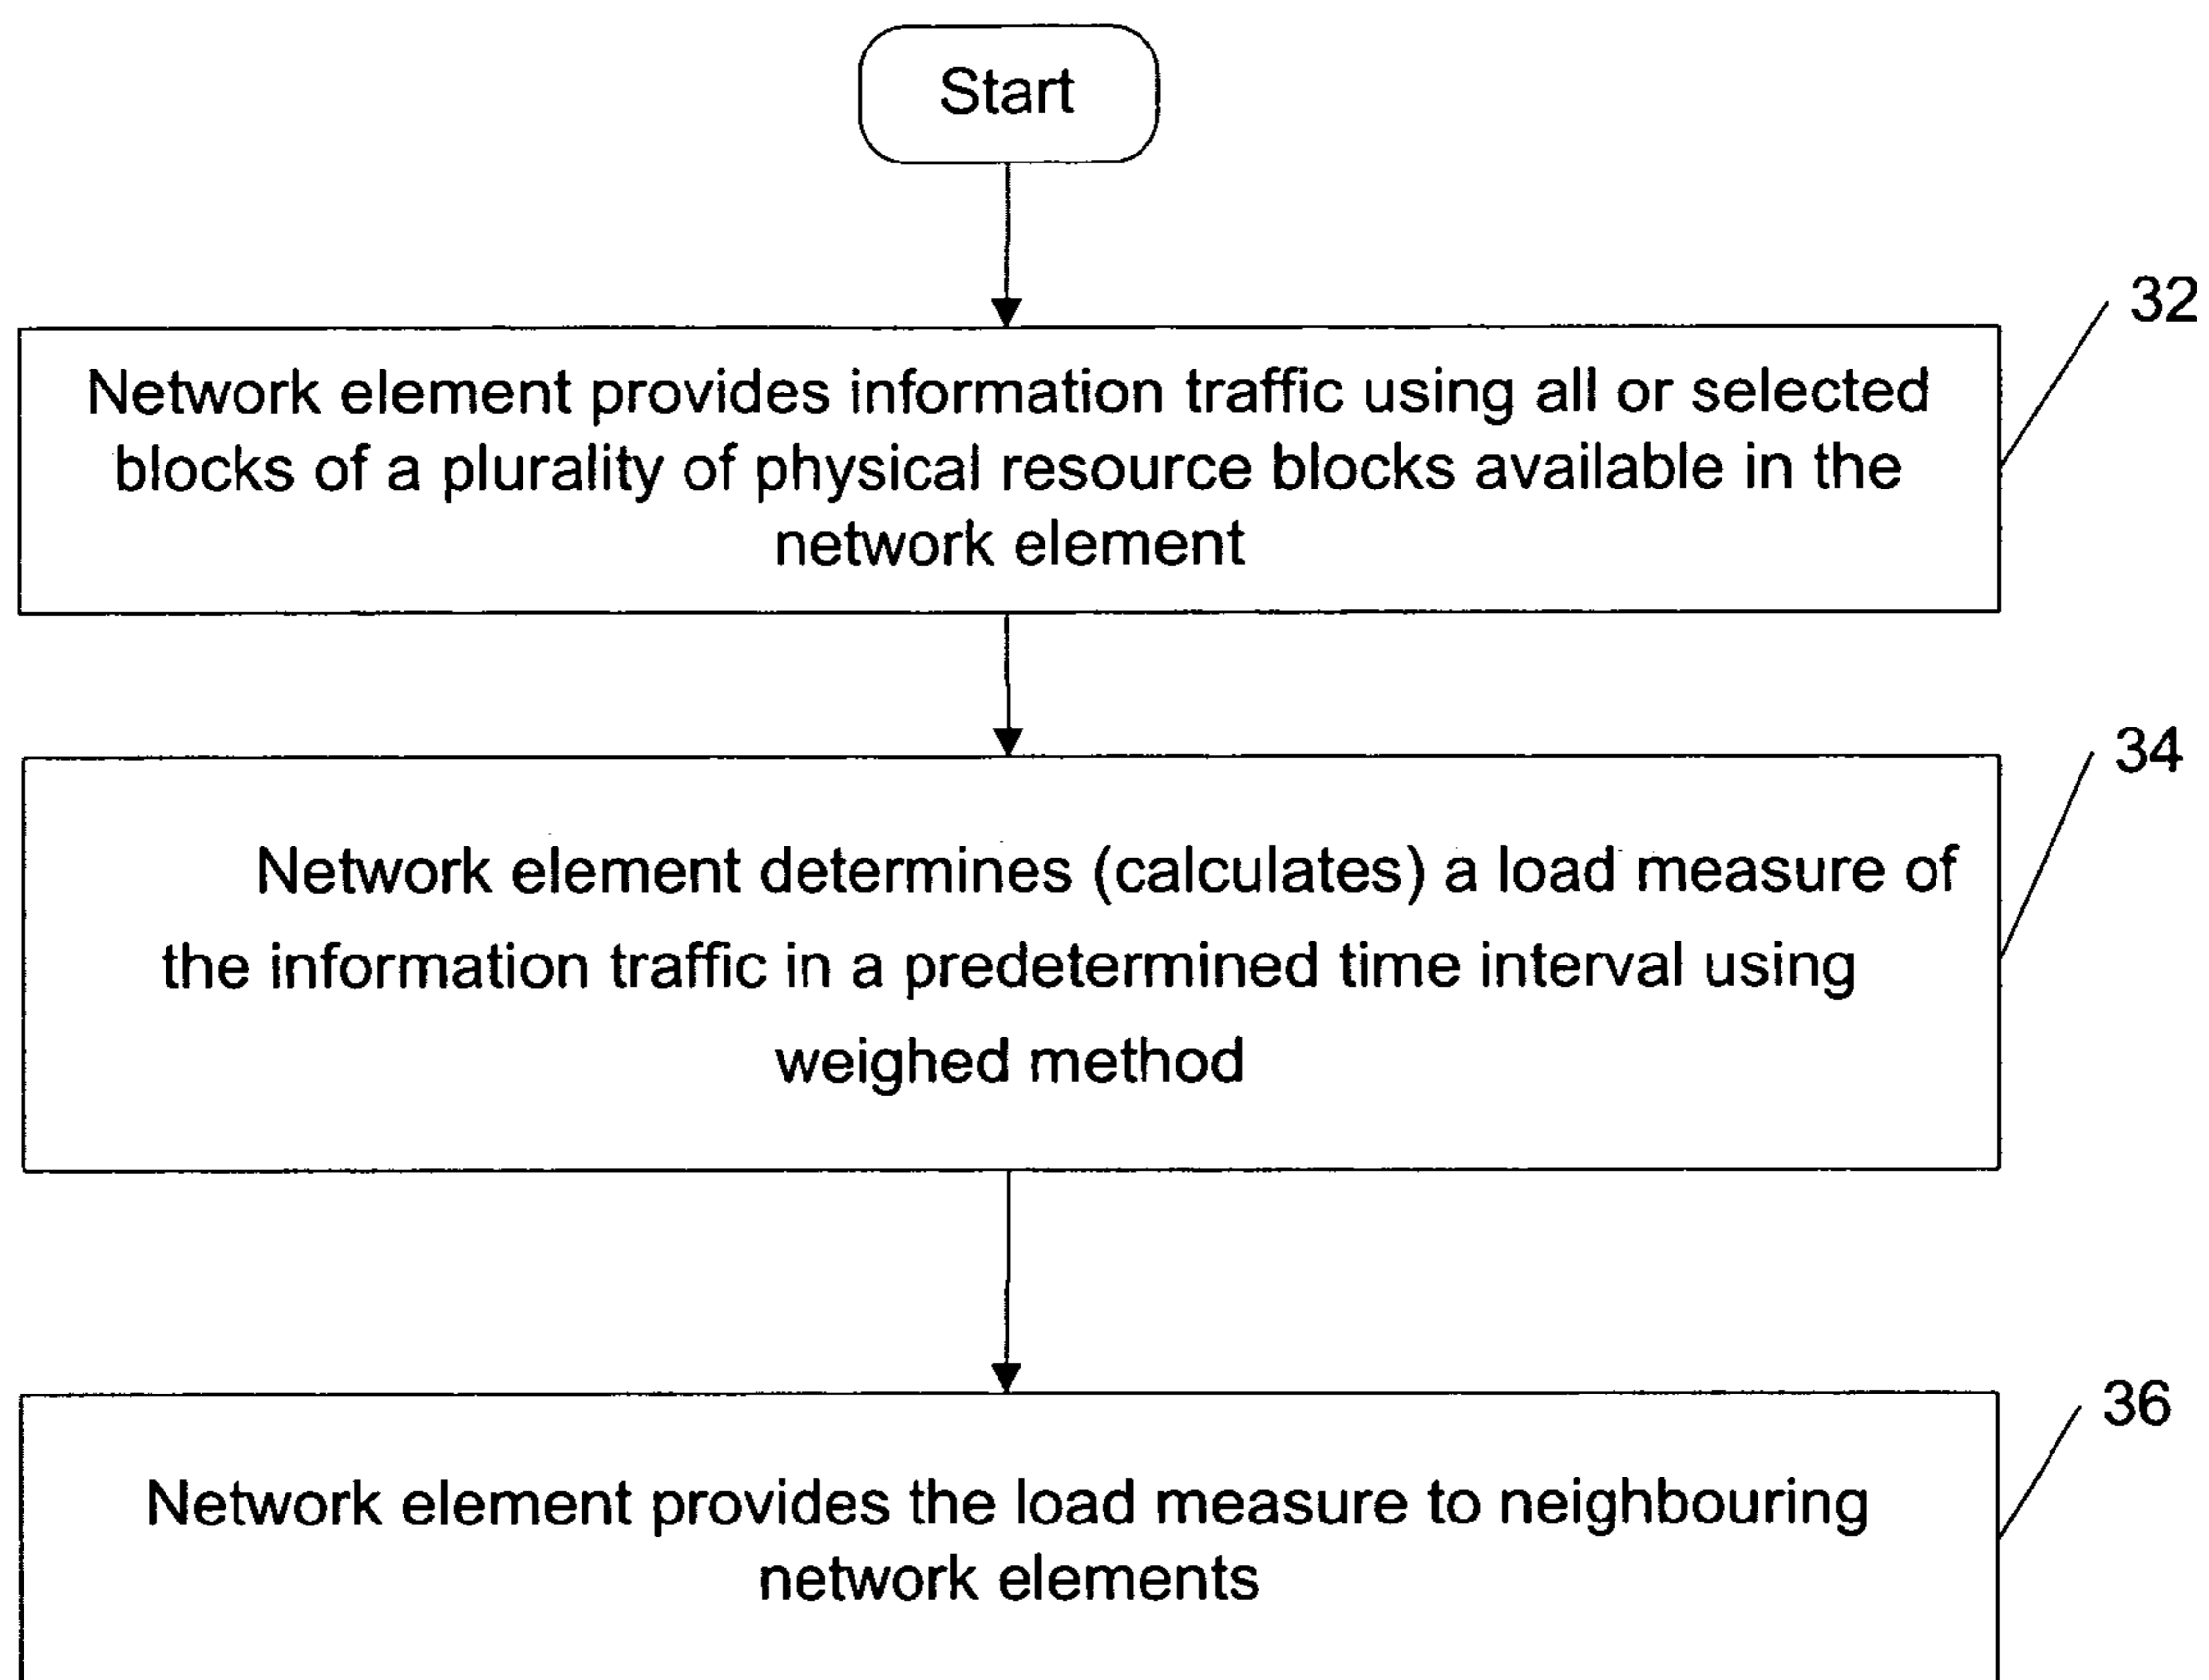 Start
32
Network element provides information traffic using all or selected
blocks of a plurality of physical resource blocks available in the
network element
34
Network element determines (calculates) a load measure of
the information traffic in a predetermined time interval using
weighed method
36
Network element provides the load measure to neighbouring
network elements